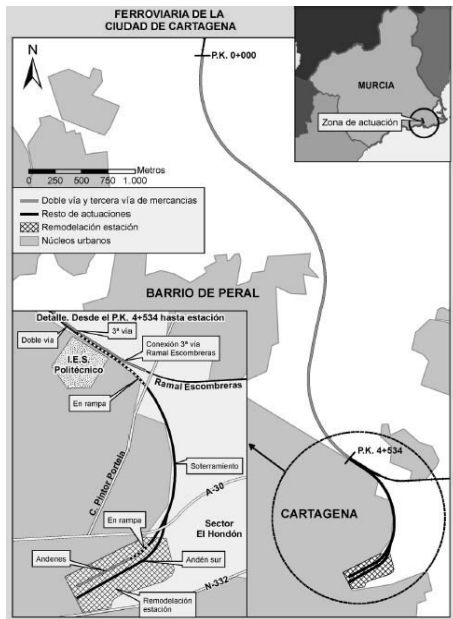 FERROVIARIA DE LA
CIUDAD DE CARTAGENA
N
P.K. 0+000
MURCIA
Zona de actuación
Metros
0 250 500 750 1.000
Doble vía y tercera vía de mercancias
Resto de actuaciones
Remodelación estación
Núcleos urbanos
BARRIO DE PERAL
Detalle. Desde el P.K. 4+534 hasta estación
3ª vía
Doble vía
Conexión 3ª vía
Ramal Escombreras
I.E.S.
Politécnico
Ramal Escombreras
En rampa
P.K. 4+534
C. Pintor Portela
Soterramiento
A-30
CARTAGENA
En rampa
Sector
El Hondón
Andenes
Andén sur
N-332
Remodelación
estación